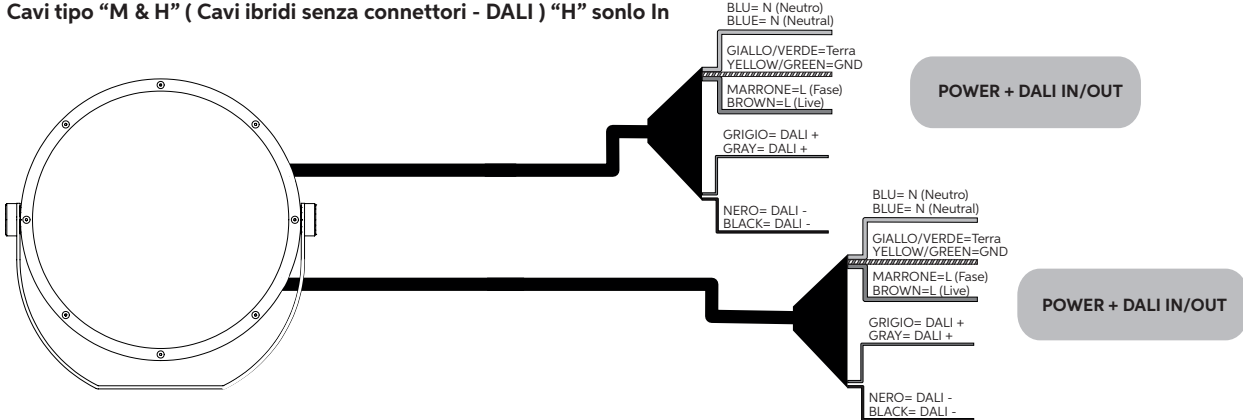 Cavi tipo “M & H” ( Cavi ibridi senza connettori - DALI ) “H” sonlo In
BLU= N (Neutro)
BLUE= N (Neutral)
GIALLO/VERDE=Terra
YELLOW/GREEN=GND
MARRONE=L (Fase)
BROWN=L (Live)
GRIGIO= DALI +
GRAY= DALI +
NERO= DALI -
BLACK= DALI -
POWER + DALI IN/OUT
BLU= N (Neutro)
BLUE= N (Neutral)
GIALLO/VERDE=Terra
YELLOW/GREEN=GND
MARRONE=L (Fase)
BROWN=L (Live)
GRIGIO= DALI +
GRAY= DALI +
NERO= DALI -
BLACK= DALI -
POWER + DALI IN/OUT